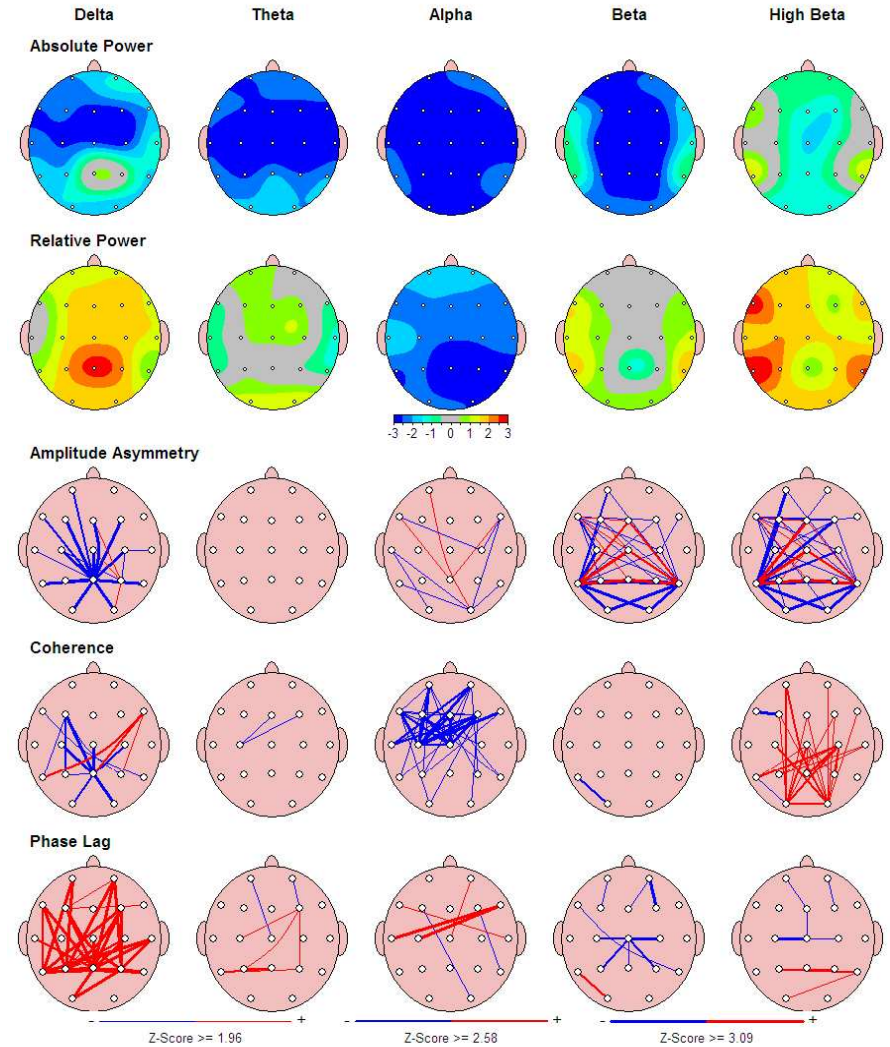 Delta Theta Alpha Beta High Beta
Absolute Power
Relative Power
-3 -2 -1 0 1 2 3
Amplitude Asymmetry
Coherence
Phase Lag
- + - + - +
Z-Score >= 1.96 Z-Score >= 2.58 Z-Score >= 3.09